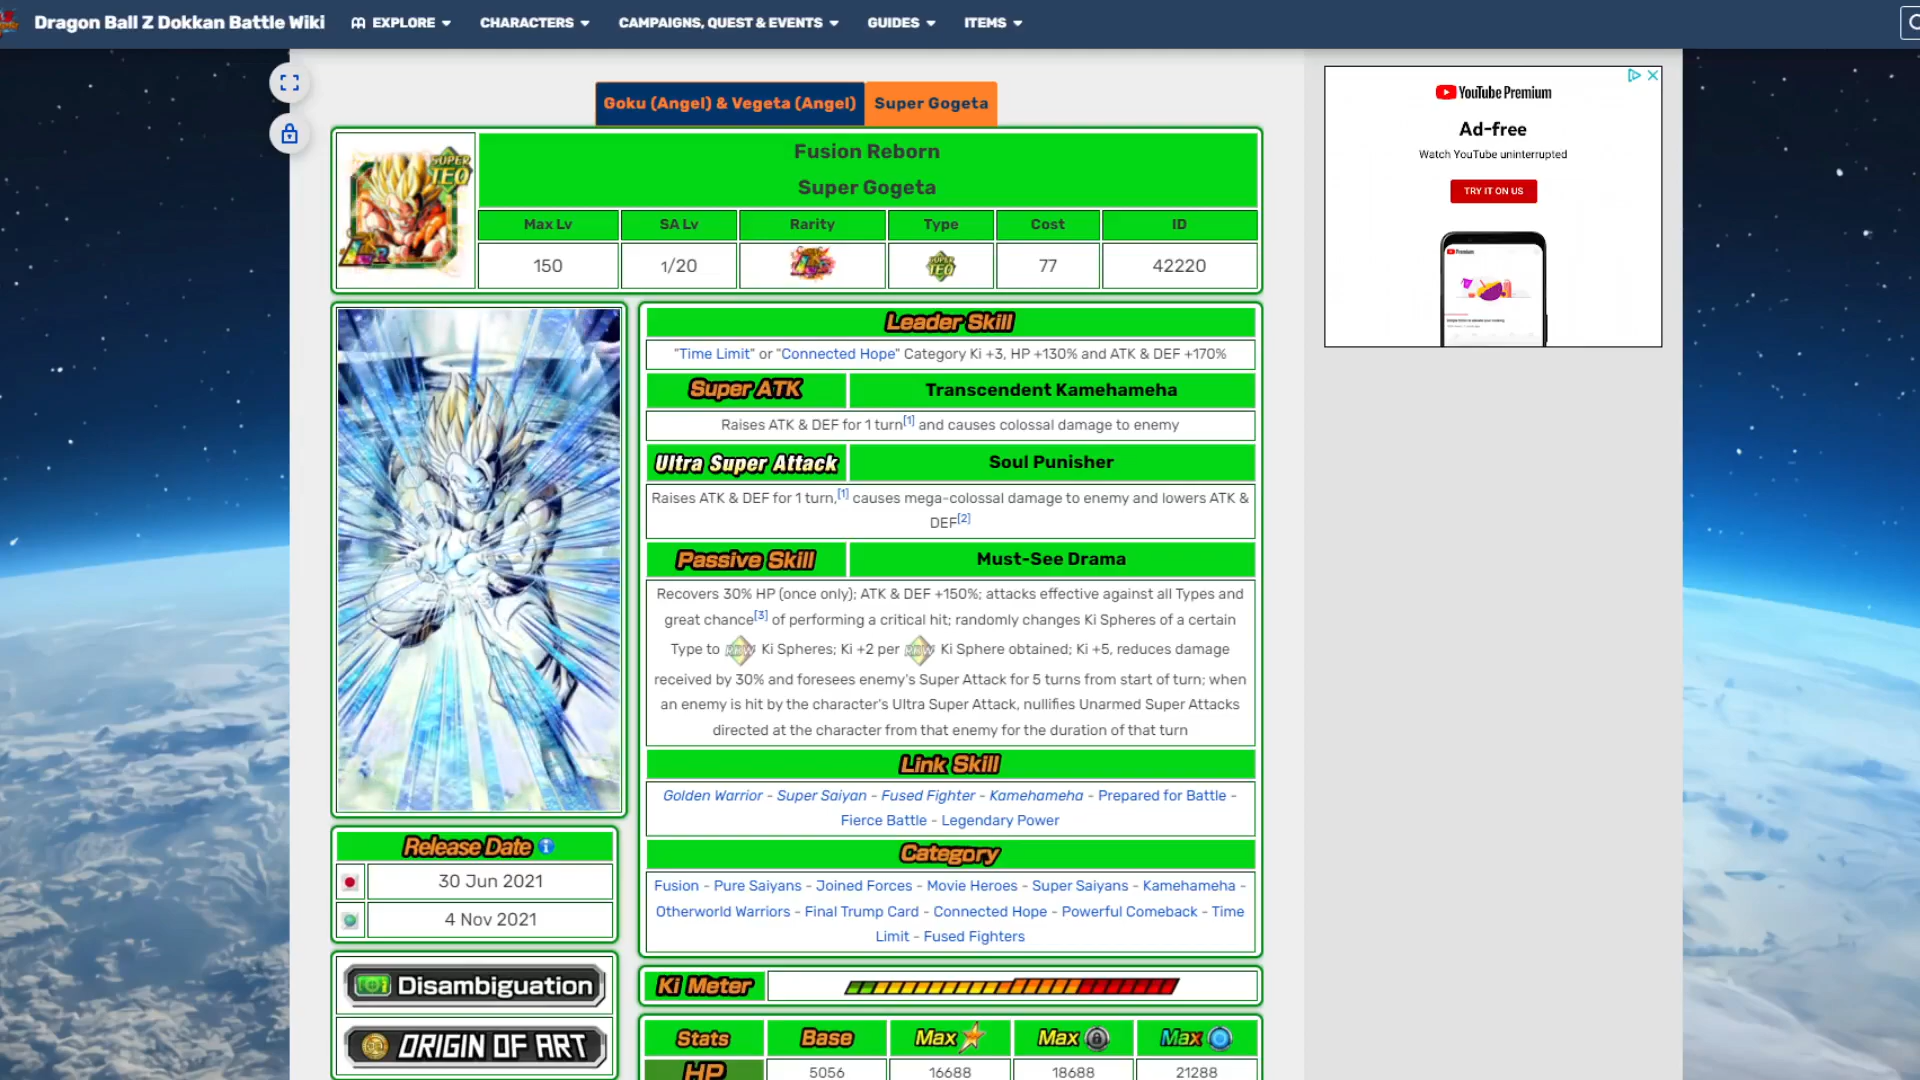 Dragon Ball Z Dokkan Battle Wiki
EXPLORE
CHARACTERS
CAMPAIGNS, QUEST & EVENTS
GUIDES
ITEMS
Goku (Angel) & Vegeta (Angel)
Super Gogeta
SUPER TEQ
LR
Fusion Reborn
Super Gogeta
Max Lv
SA Lv
Rarity
Type
Cost
ID
150
1/20
LR
SUPER TEQ
77
42220
Leader Skill
"Time Limit" or "Connected Hope" Category Ki +3, HP +130% and ATK & DEF +170%
Super ATK
Transcendent Kamehameha
Raises ATK & DEF for 1 turn[1] and causes colossal damage to enemy
Ultra Super Attack
Soul Punisher
Raises ATK & DEF for 1 turn,[1] causes mega-colossal damage to enemy and lowers ATK &
DEF[2]
Passive Skill
Must-See Drama
Recovers 30% HP (once only); ATK & DEF +150%; attacks effective against all Types and
great chance[3] of performing a critical hit; randomly changes Ki Spheres of a certain
Type to RBW Ki Spheres; Ki +2 per RBW Ki Sphere obtained; Ki +5, reduces damage
received by 30% and foresees enemy's Super Attack for 5 turns from start of turn; when
an enemy is hit by the character's Ultra Super Attack, nullifies Unarmed Super Attacks
directed at the character from that enemy for the duration of that turn
Link Skill
Golden Warrior - Super Saiyan - Fused Fighter - Kamehameha - Prepared for Battle -
Fierce Battle - Legendary Power
Category
Fusion - Pure Saiyans - Joined Forces - Movie Heroes - Super Saiyans - Kamehameha -
Otherworld Warriors - Final Trump Card - Connected Hope - Powerful Comeback - Time
Limit - Fused Fighters
Release Date
30 Jun 2021
4 Nov 2021
Disambiguation
ORIGIN OF ART
Ki Meter
Stats
Base
Max
Max
Max
HP
5056
16688
18688
21288
YouTube Premium
Ad-free
Watch YouTube uninterrupted
TRY IT ON US
Premium